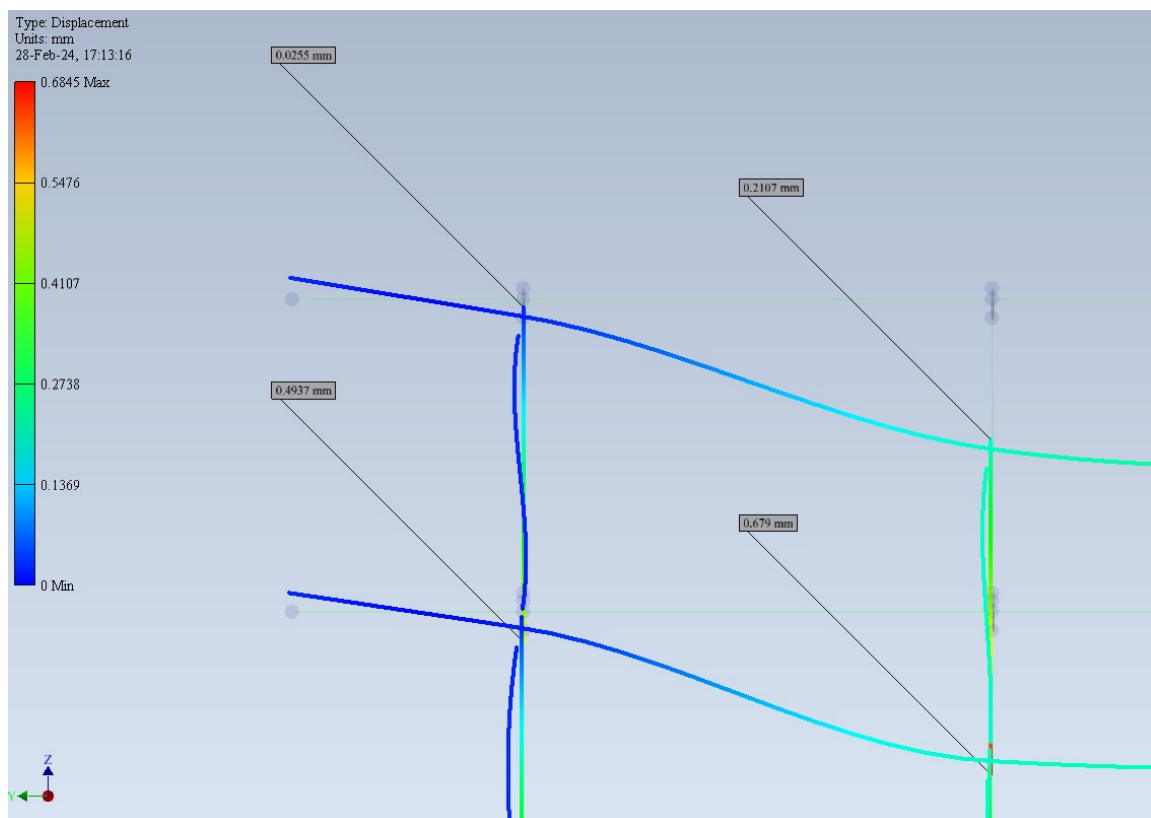 Type: Displacement
Units: mm
28-Feb-24, 17:13:16
0.6845 Max
0.5476
0.4107
0.2738
0.1369
0 Min
0.0255 mm
0.2107 mm
0.4937 mm
0.679 mm
Z
Y